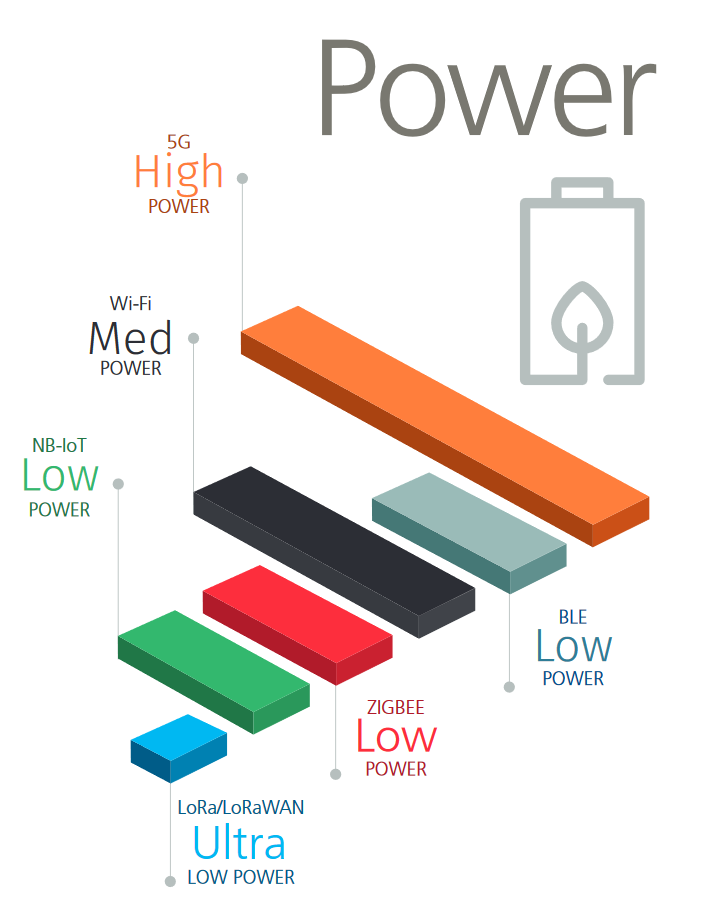 Power
5G
High
POWER
Wi-Fi
Med
POWER
NB-IoT
Low
POWER
BLE
Low
POWER
ZIGBEE
Low
POWER
LoRa/LoRaWAN
Ultra
LOW POWER